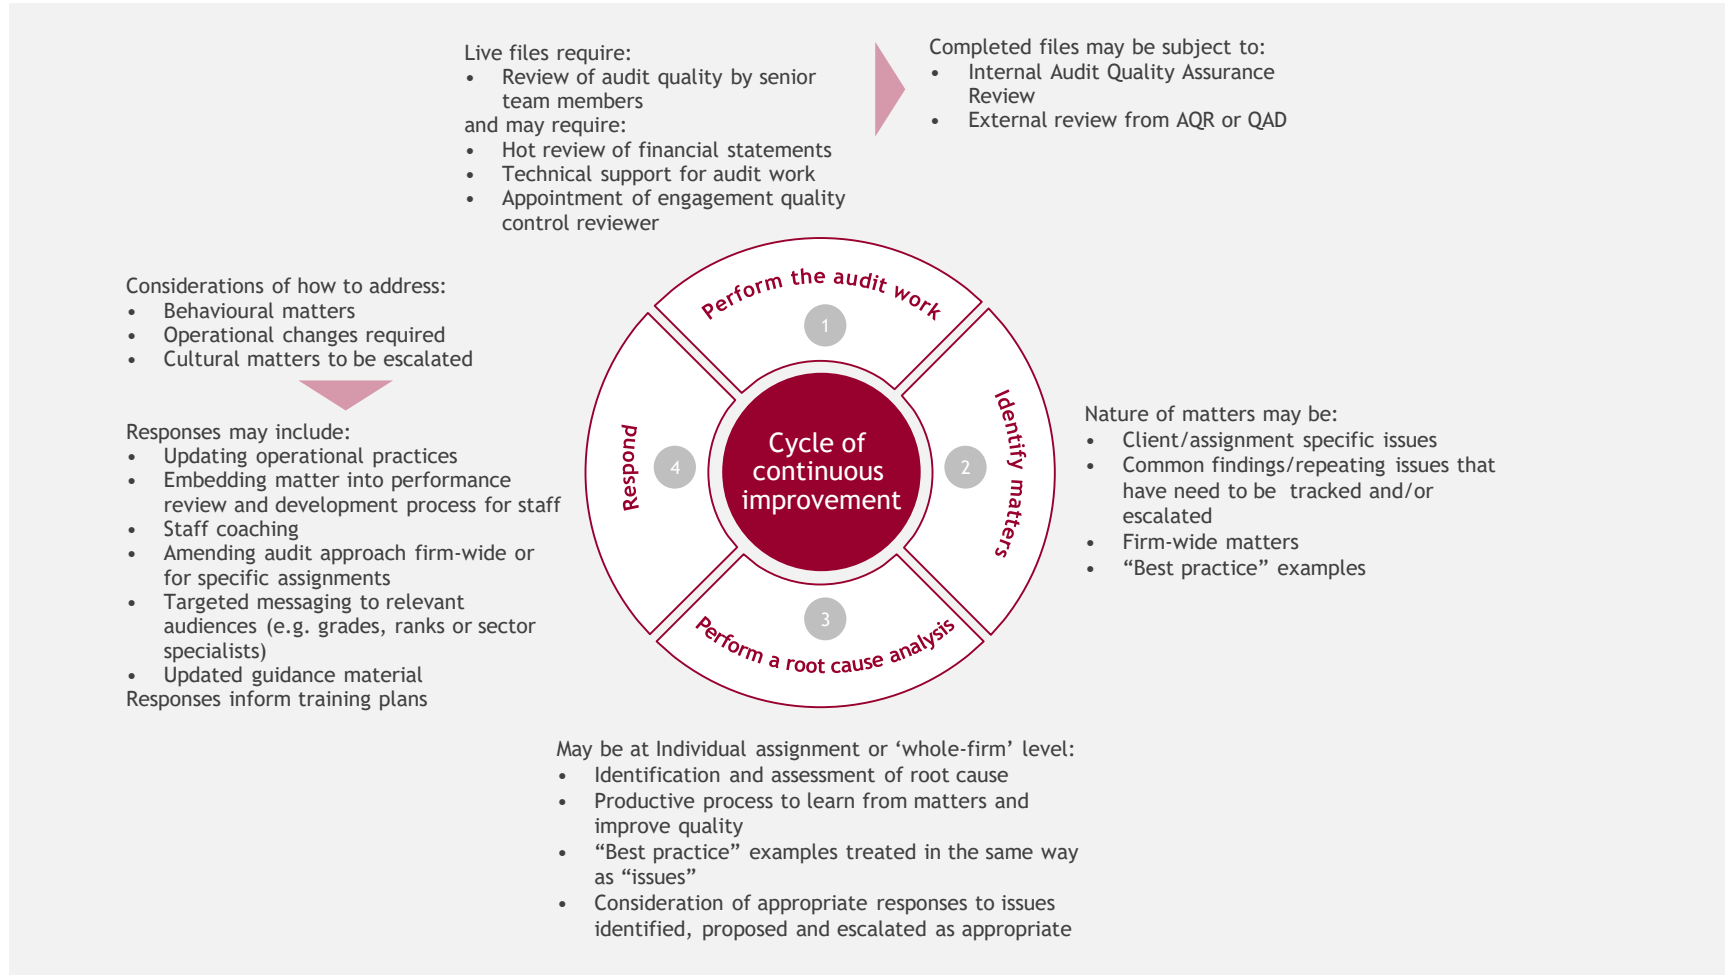 Live files require:
• Review of audit quality by senior
team members
and may require:
• Hot review of financial statements
• Technical support for audit work
• Appointment of engagement quality
control reviewer
Completed files may be subject to:
• Internal Audit Quality Assurance
Review
• External review from AQR or QAD
Considerations of how to address:
• Behavioural matters
• Operational changes required
• Cultural matters to be escalated
Responses may include:
• Updating operational practices
• Embedding matter into performance
review and development process for staff
• Staff coaching
• Amending audit approach firm-wide or
for specific assignments
• Targeted messaging to relevant
audiences (e.g. grades, ranks or sector
specialists)
• Updated guidance material
Responses inform training plans
Perform the audit work
1
Identify matters
2
Perform a root cause analysis
3
Respond
4
Cycle of
continuous
improvement
Nature of matters may be:
• Client/assignment specific issues
• Common findings/repeating issues that
have need to be tracked and/or
escalated
• Firm-wide matters
• “Best practice” examples
May be at Individual assignment or ‘whole-firm’ level:
• Identification and assessment of root cause
• Productive process to learn from matters and
improve quality
• “Best practice” examples treated in the same way
as “issues”
• Consideration of appropriate responses to issues
identified, proposed and escalated as appropriate